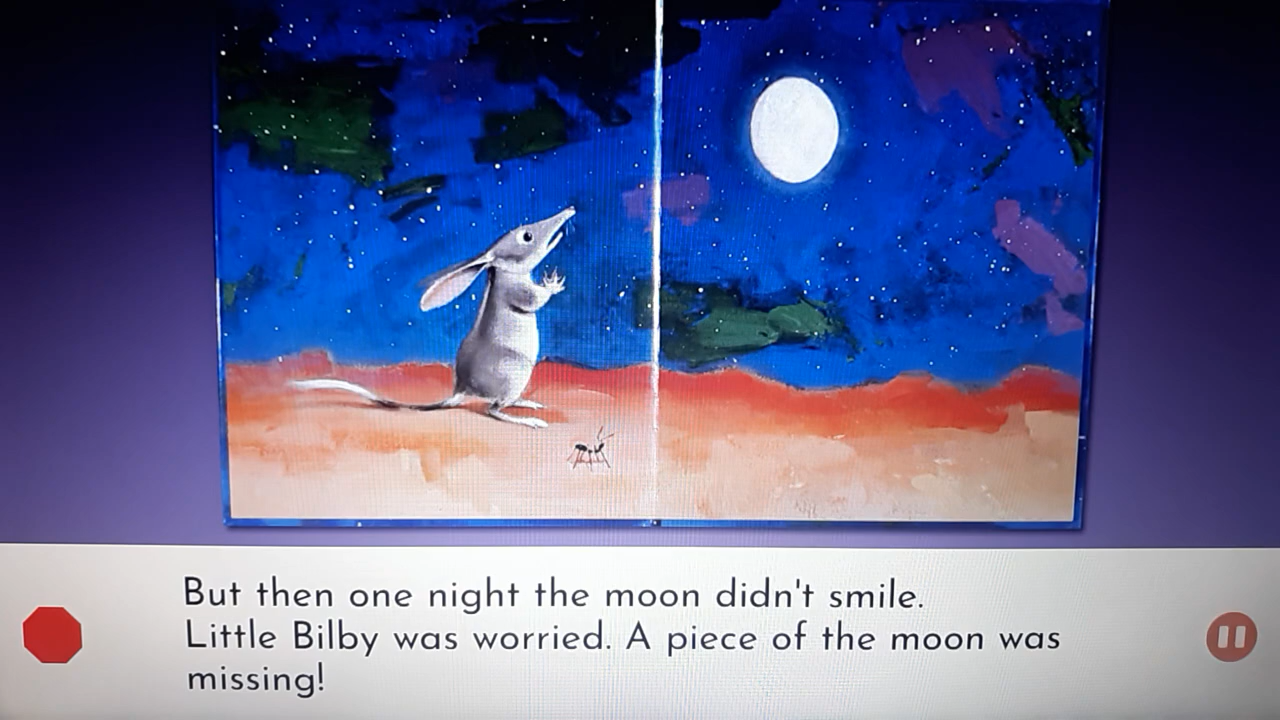 But then one night the moon didn't smile.
Little Bilby was worried. A piece of the moon was
missing!